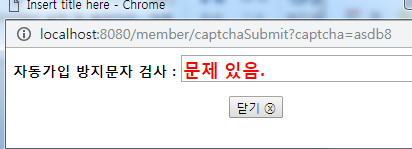 Insert title here - Chrome
localhost:8080/member/captchaSubmit?captcha=asdb8
자동가입 방지문자 검사 : 문제 있음.
닫기 ⓧ